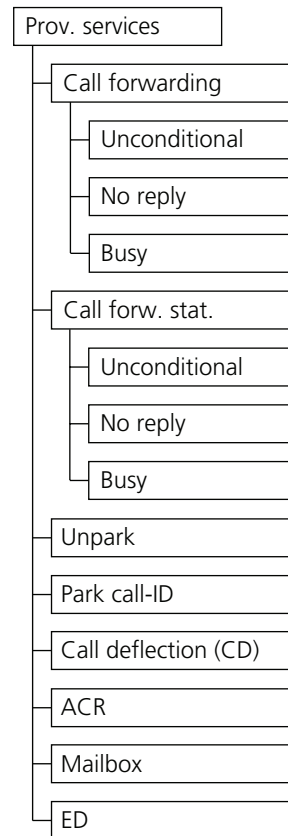 Prov. services
Call forwarding
Unconditional
No reply
Busy
Call forw. stat.
Unconditional
No reply
Busy
Unpark
Park call-ID
Call deflection (CD)
ACR
Mailbox
ED